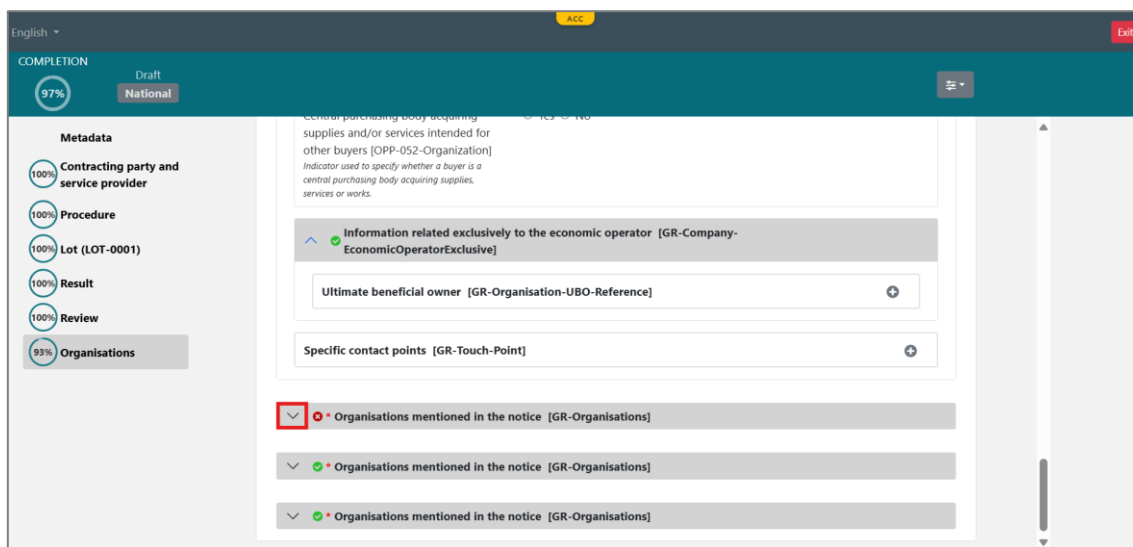 ACC
English
Exit
COMPLETION
97%
Draft
National
Metadata
100% Contracting party and
service provider
100% Procedure
100% Lot (LOT-0001)
100% Result
100% Review
93% Organisations
Central purchasing body acquiring
Yes No
supplies and/or services intended for
other buyers [OPP-052-Organization]
Indicator used to specify whether a buyer is a
central purchasing body acquiring supplies,
services or works.
Information related exclusively to the economic operator [GR-Company-
EconomicOperatorExclusive]
Ultimate beneficial owner [GR-Organisation-UBO-Reference]
Specific contact points [GR-Touch-Point]
* Organisations mentioned in the notice [GR-Organisations]
* Organisations mentioned in the notice [GR-Organisations]
* Organisations mentioned in the notice [GR-Organisations]